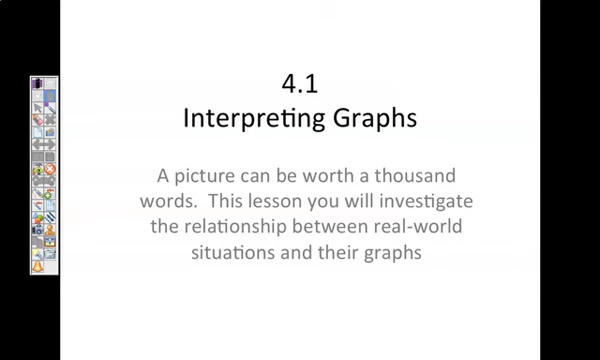 4.1
Interpreting Graphs
A picture can be worth a thousand
words.  This lesson you will investigate
the relationship between real-world
situations and their graphs